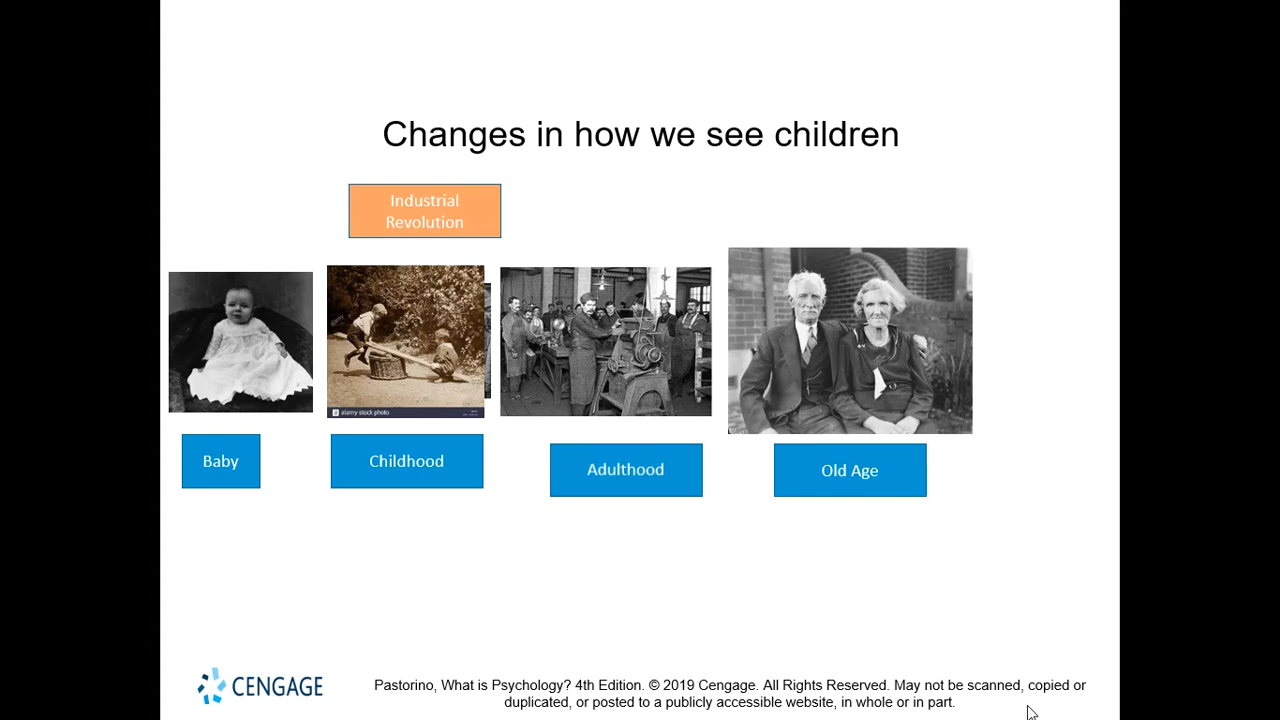 Changes in how we see children
Industrial
Revolution
alamy stock photo
Baby
Childhood
Adulthood
Old Age
CENGAGE
Pastorino, What is Psychology? 4th Edition. © 2019 Cengage. All Rights Reserved. May not be scanned, copied or
duplicated, or posted to a publicly accessible website, in whole or in part.